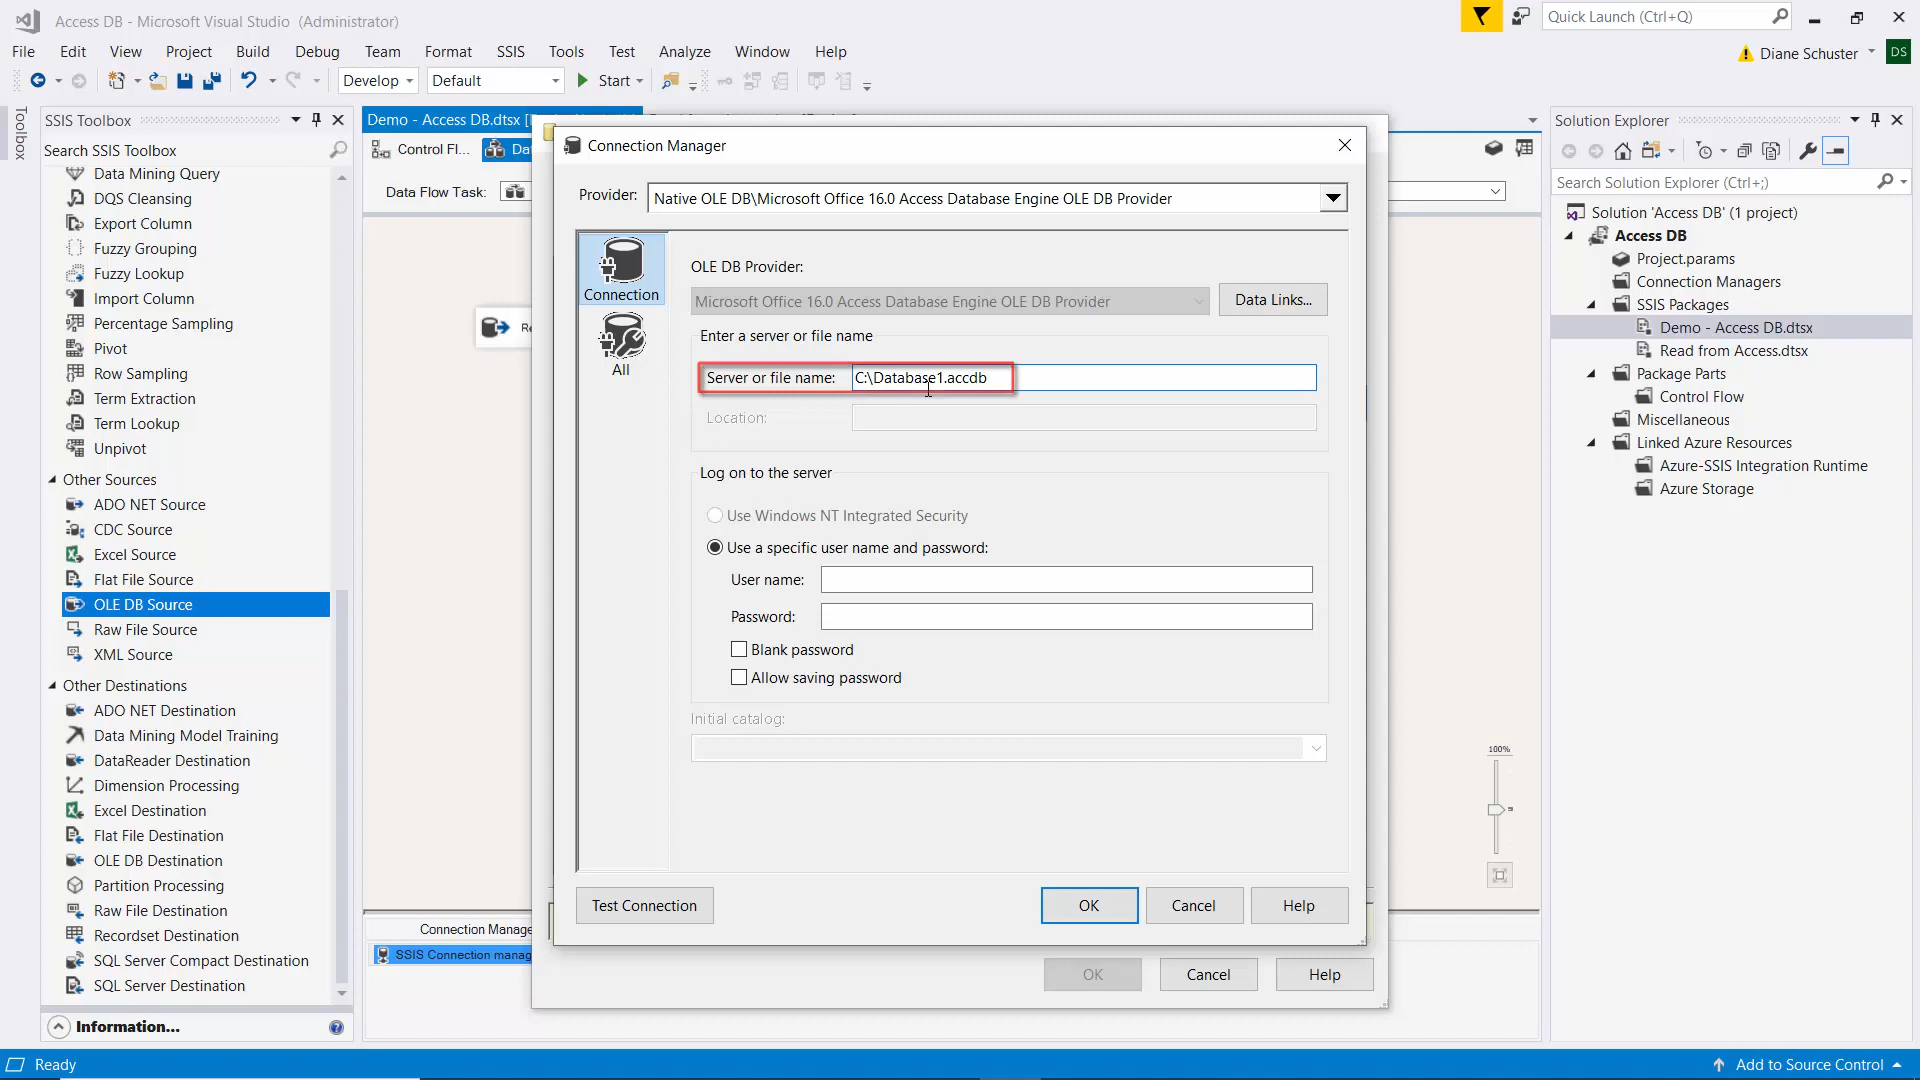 Access DB - Microsoft Visual Studio (Administrator)
Quick Launch (Ctrl+Q)
File Edit View Project Build Debug Team Format SSIS Tools Test Analyze Window Help
Diane Schuster
DS
Develop
Default
Start
Toolbox
SSIS Toolbox
Search SSIS Toolbox
Data Mining Query
DQS Cleansing
Export Column
Fuzzy Grouping
Fuzzy Lookup
Import Column
Percentage Sampling
Pivot
Row Sampling
Term Extraction
Term Lookup
Unpivot
Other Sources
ADO NET Source
CDC Source
Excel Source
Flat File Source
OLE DB Source
Raw File Source
XML Source
Other Destinations
ADO NET Destination
Data Mining Model Training
DataReader Destination
Dimension Processing
Excel Destination
Flat File Destination
OLE DB Destination
Partition Processing
Raw File Destination
Recordset Destination
SQL Server Compact Destination
SQL Server Destination
Information...
Demo - Access DB.dtsx [
Control Fl...
Da
Data Flow Task:
Re
100%
Connection Manage
SSIS Connection manag
Connection Manager
Provider:
Native OLE DB\Microsoft Office 16.0 Access Database Engine OLE DB Provider
Connection
All
OLE DB Provider:
Microsoft Office 16.0 Access Database Engine OLE DB Provider
Data Links...
Enter a server or file name
Server or file name: C:\Database1.accdb
Location:
Log on to the server
Use Windows NT Integrated Security
Use a specific user name and password:
User name:
Password:
Blank password
Allow saving password
Initial catalog:
Test Connection
OK
Cancel
Help
OK
Cancel
Help
Solution Explorer
Search Solution Explorer (Ctrl+;)
Solution 'Access DB' (1 project)
Access DB
Project.params
Connection Managers
SSIS Packages
Demo - Access DB.dtsx
Read from Access.dtsx
Package Parts
Control Flow
Miscellaneous
Linked Azure Resources
Azure-SSIS Integration Runtime
Azure Storage
Ready
Add to Source Control